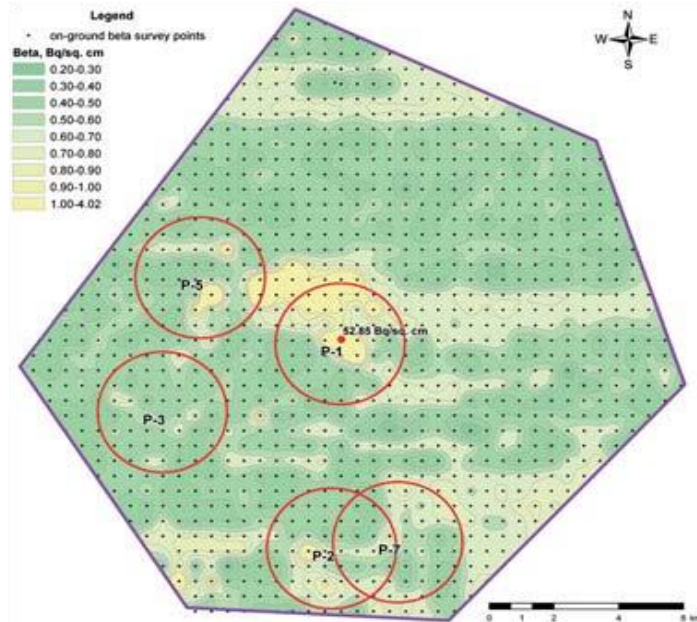 Legend
on-ground beta survey points
Beta, Bq/sq. cm
0.20-0.30
0.30-0.40
0.40-0.50
0.50-0.60
0.60-0.70
0.70-0.80
0.80-0.90
0.90-1.00
1.00-4.02
N
W E
S
P-5
52.85 Bq/sq. cm
P-1
P-3
P-2
P-7
0 1 2 4 6 km